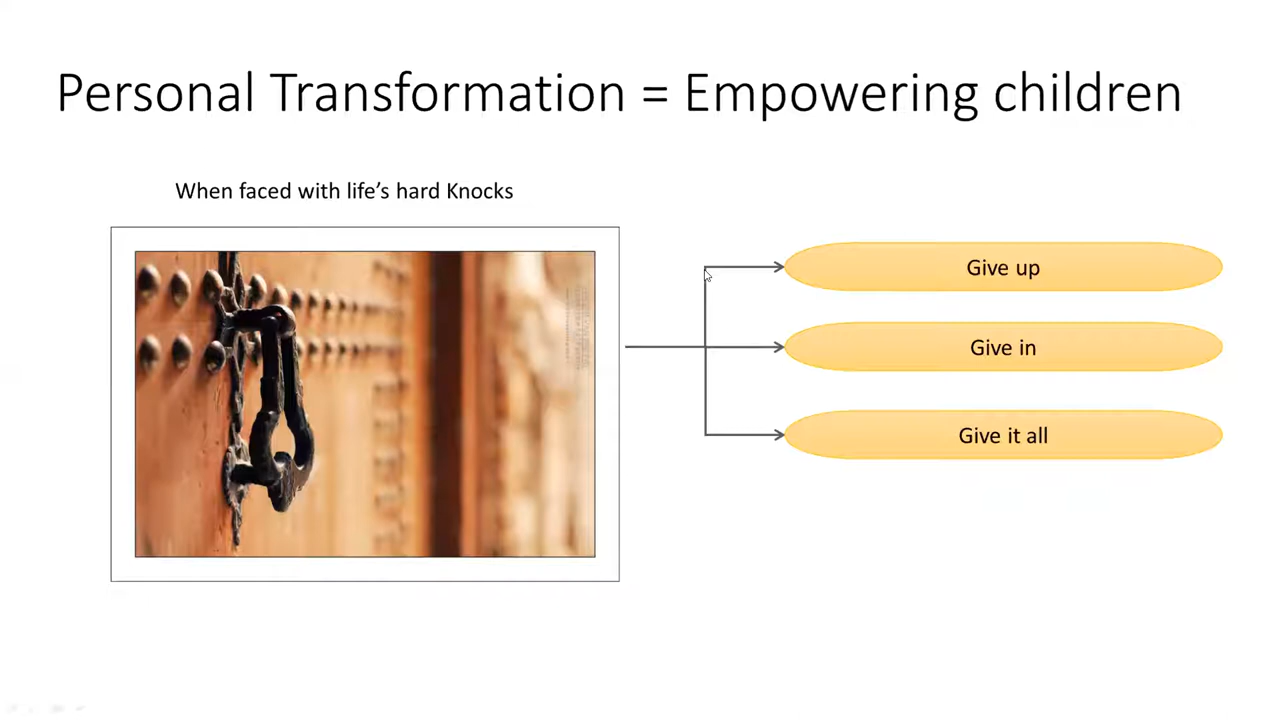 Personal Transformation = Empowering children
When faced with life’s hard Knocks
Give up
Give in
Give it all